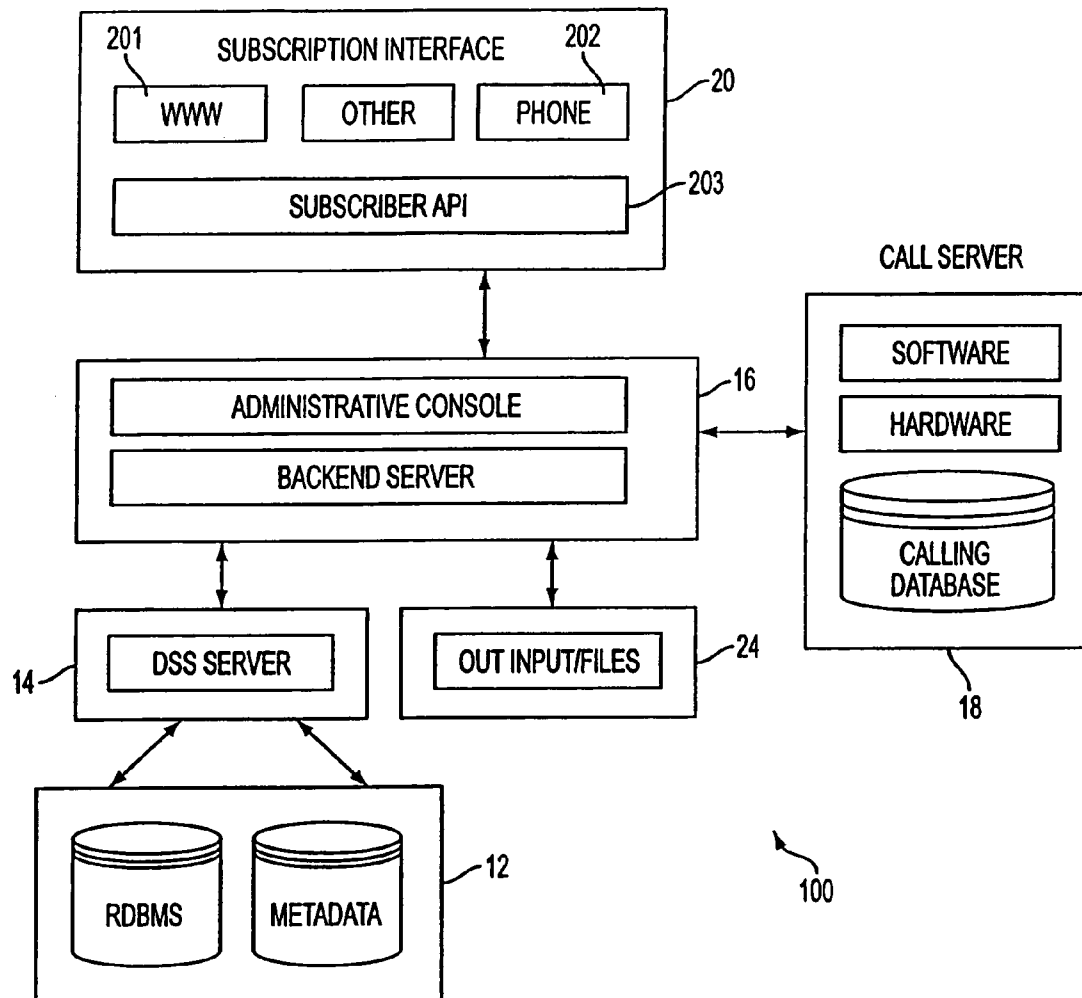 201
SUBSCRIPTION INTERFACE
202
20
WWW
OTHER
PHONE
SUBSCRIBER API
203
CALL SERVER
SOFTWARE
HARDWARE
CALLING
DATABASE
18
16
ADMINISTRATIVE CONSOLE
BACKEND SERVER
14
DSS SERVER
OUT INPUT/FILES
24
RDBMS
METADATA
12
100